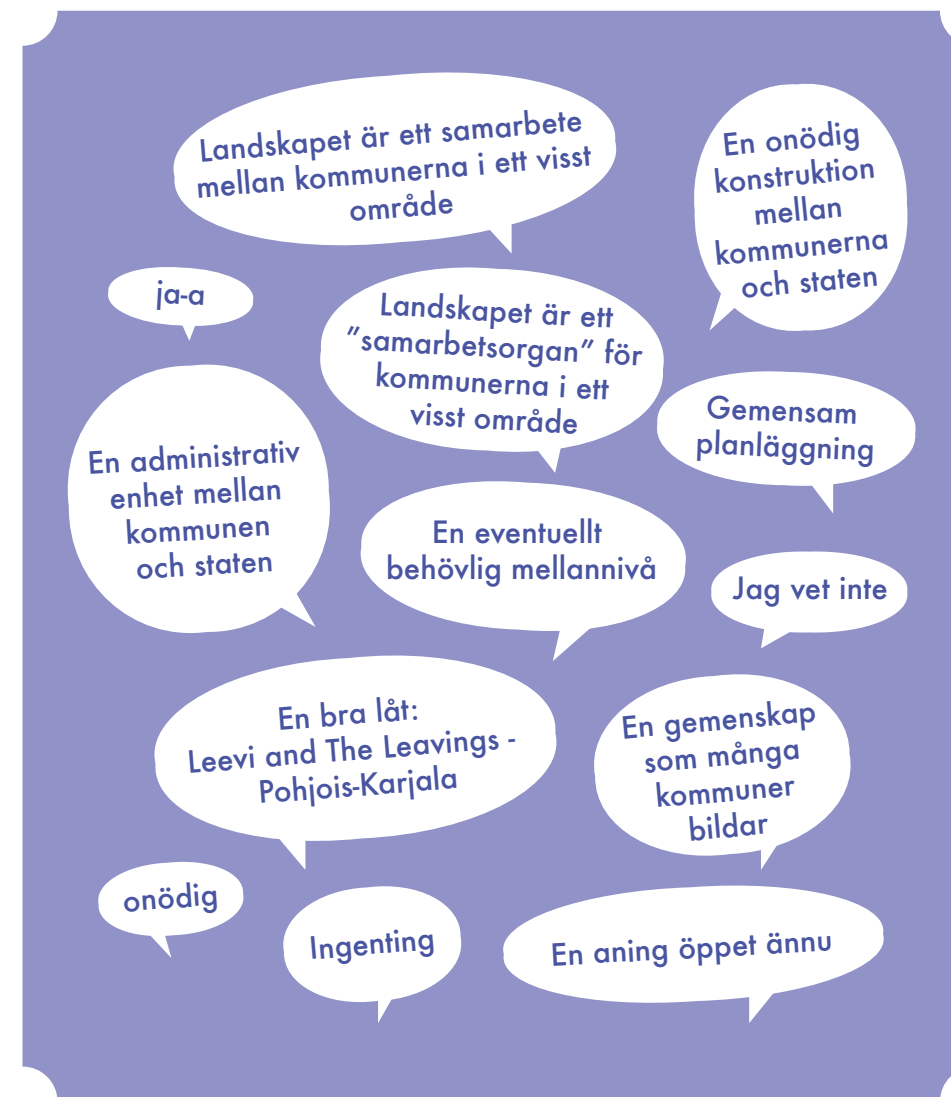 Landskapet är ett samarbete
mellan kommunerna i ett visst
område
En onödig
konstruktion
mellan
kommunerna
och staten
ja-a
Landskapet är ett
”samarbetsorgan” för
kommunerna i ett
visst område
Gemensam
planläggning
En administrativ
enhet mellan
kommunen
och staten
En eventuellt
behövlig mellannivå
Jag vet inte
En bra låt:
Leevi and The Leavings -
Pohjois-Karjala
En gemenskap
som många
kommuner
bildar
onödig
Ingenting
En aning öppet ännu